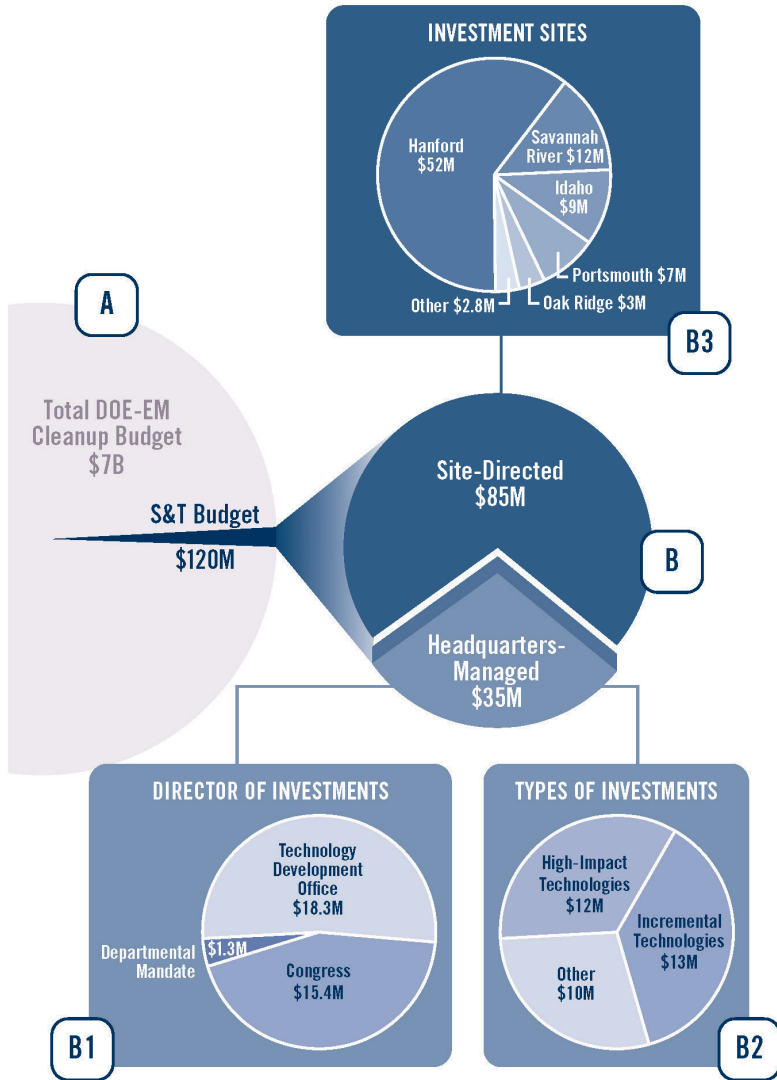 INVESTMENT SITES
Hanford
$52M
Savannah
River $12M
Idaho
$9M
Portsmouth $7M
Oak Ridge $3M
Other $2.8M
B3
A
Total DOE-EM
Cleanup Budget
$7B
S&T Budget
$120M
Site-Directed
$85M
B
Headquarters-
Managed
$35M
DIRECTOR OF INVESTMENTS
Technology
Development
Office
$18.3M
$1.3M
Departmental
Mandate
Congress
$15.4M
B1
TYPES OF INVESTMENTS
High-Impact
Technologies
$12M
Incremental
Technologies
$13M
Other
$10M
B2